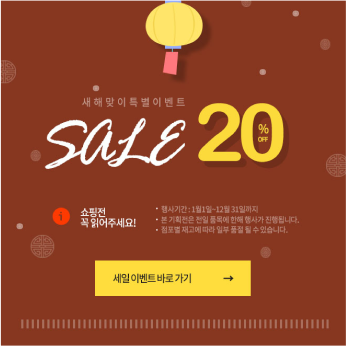 새해맞이특별이벤트
SALE 20% OFF
쇼핑전
꼭 읽어주세요!
• 행사기간 : 1월1일~12월 31일까지
• 본 기획전은 전일 품목에 한해 행사가 진행됩니다.
• 점포별 재고에 따라 일부 품절 될 수 있습니다.
세일 이벤트 바로 가기 →